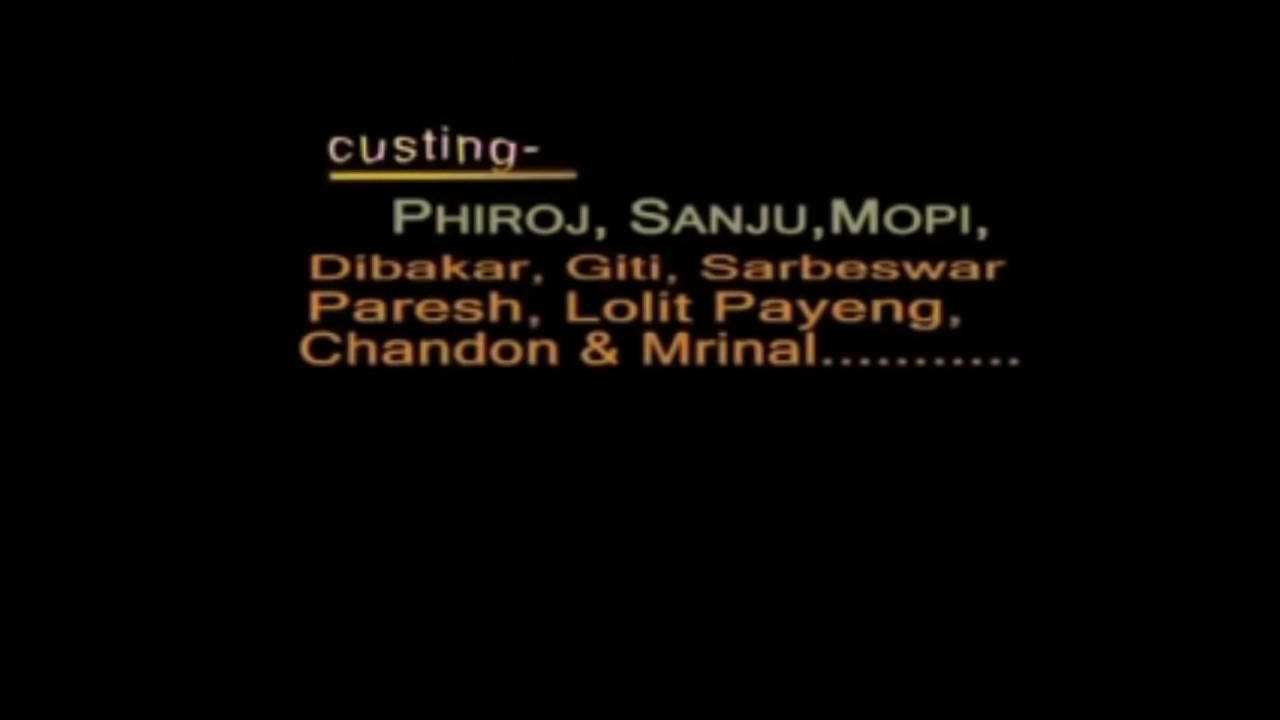 custing-
PHIROJ, SANJU,MOPI,
Dibakar, Giti, Sarbeswar
Paresh, Lolit Payeng,
Chandon & Mrinal...........